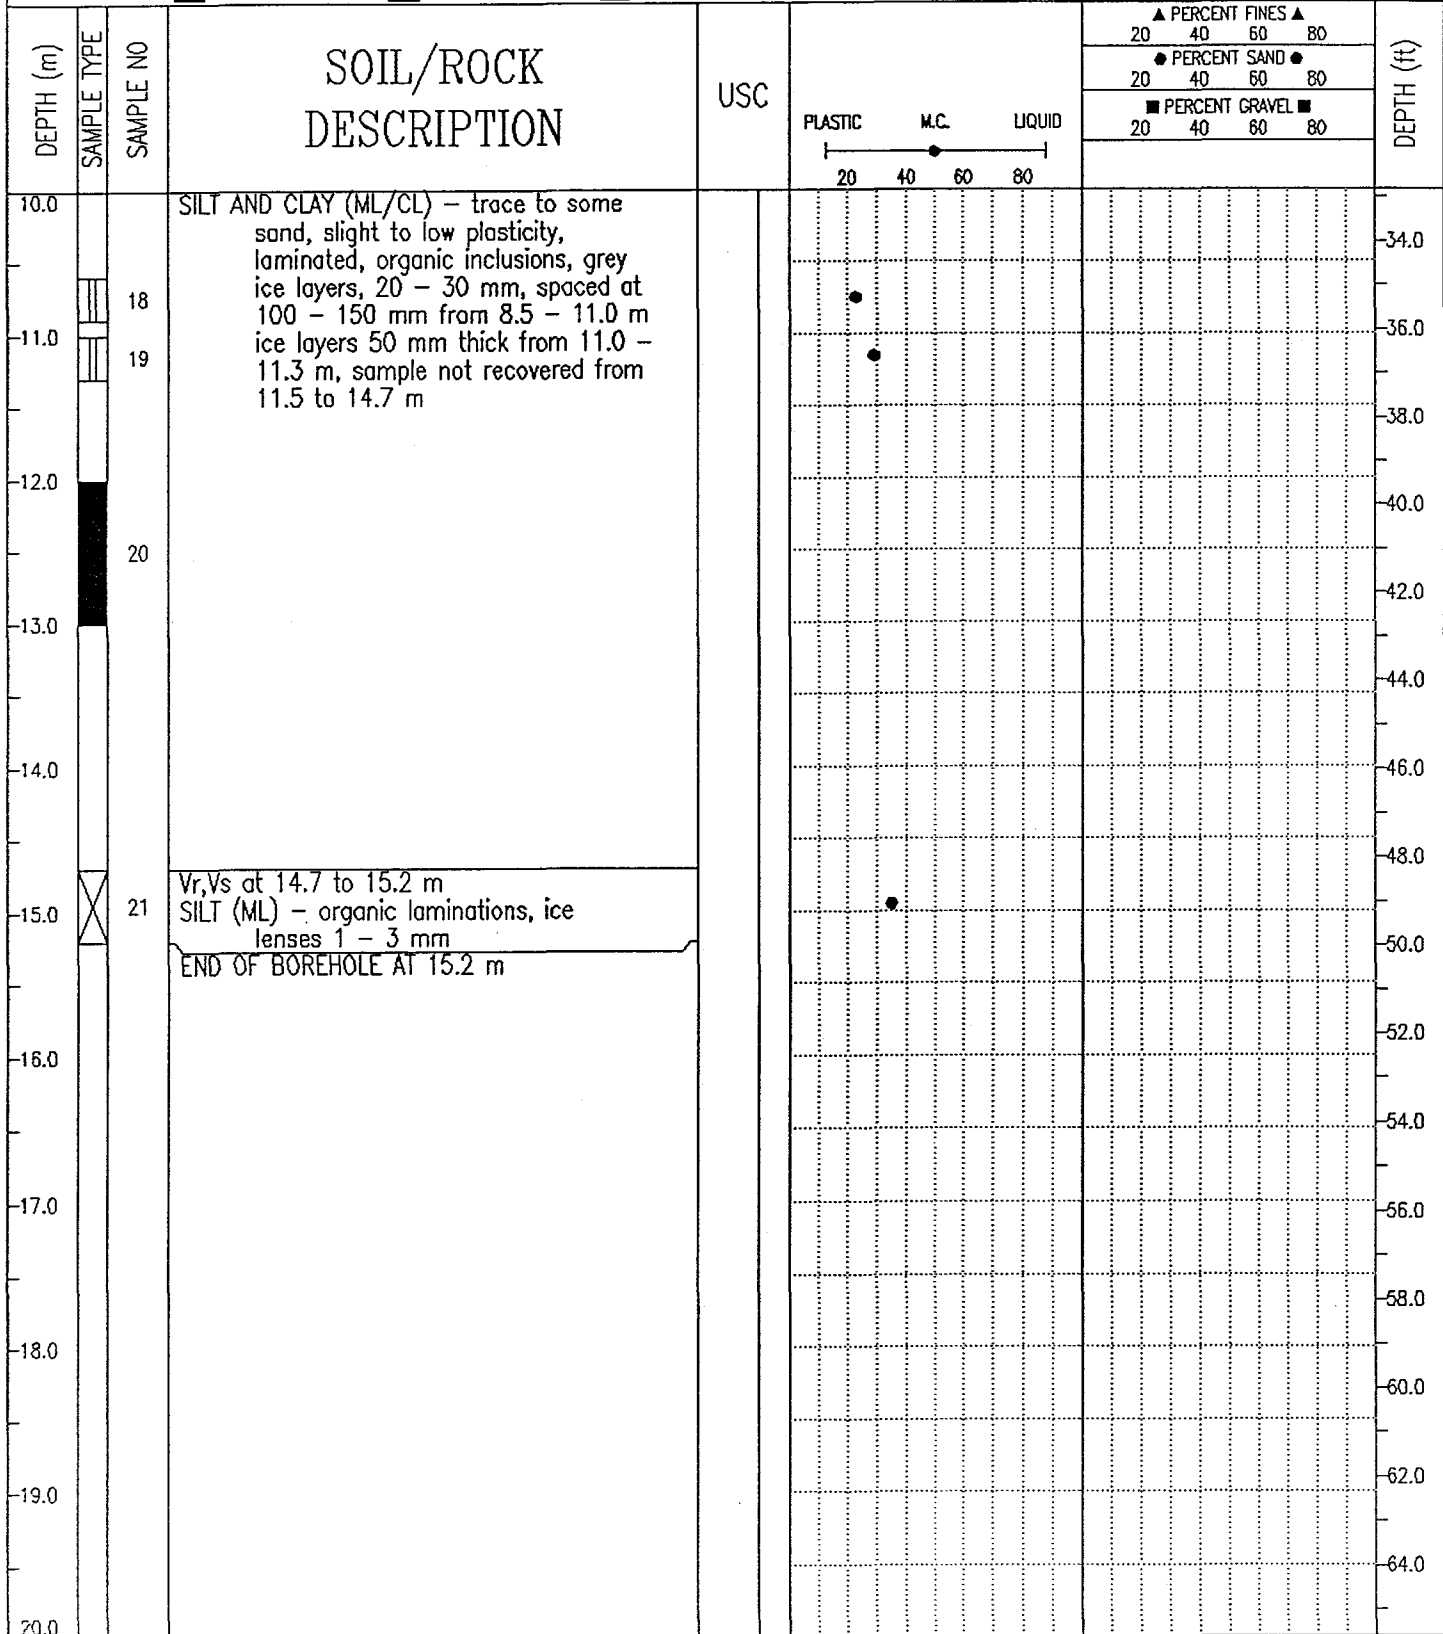 ▲ PERCENT FINES ▲
20 40 60 80
● PERCENT SAND ●
20 40 60 80
■ PERCENT GRAVEL ■
20 40 60 80
DEPTH (m)
SAMPLE TYPE
SAMPLE NO
SOIL/ROCK
DESCRIPTION
USC
PLASTIC M.C. LIQUID
20 40 60 80
DEPTH (ft)
10.0
SILT AND CLAY (ML/CL) – trace to some
sand, slight to low plasticity,
laminated, organic inclusions, grey
ice layers, 20 – 30 mm, spaced at
100 – 150 mm from 8.5 – 11.0 m
ice layers 50 mm thick from 11.0 –
11.3 m, sample not recovered from
11.5 to 14.7 m
18
11.0
19
12.0
20
13.0
14.0
Vr,Vs at 14.7 to 15.2 m
SILT (ML) – organic laminations, ice
lenses 1 – 3 mm
21
15.0
END OF BOREHOLE AT 15.2 m
16.0
17.0
18.0
19.0
20.0
34.0
36.0
38.0
40.0
42.0
44.0
46.0
48.0
50.0
52.0
54.0
56.0
58.0
60.0
62.0
64.0